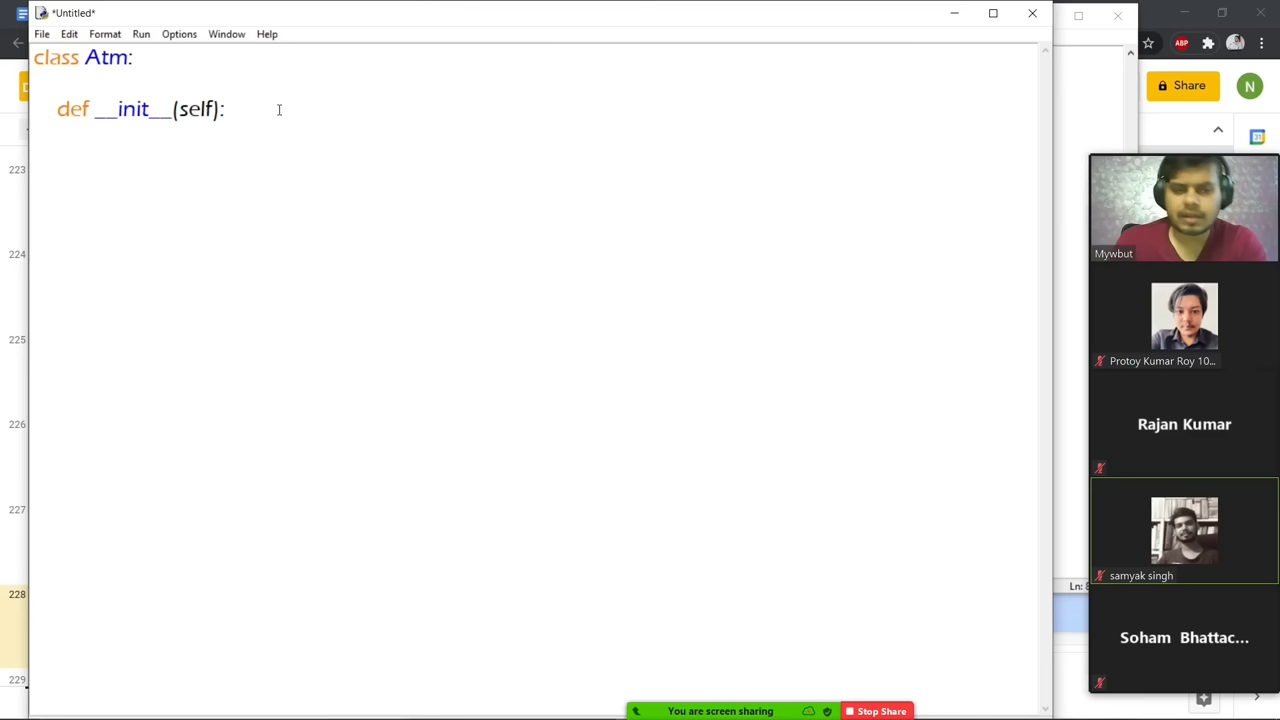 *Untitled*
File Edit Format Run Options Window Help
class Atm:
def __init__(self):
ABP
Share
N
223
224
225
226
227
228
229
Mywbut
Protoy Kumar Roy 10...
Rajan Kumar
samyak singh
Soham Bhattac...
You are screen sharing
Stop Share